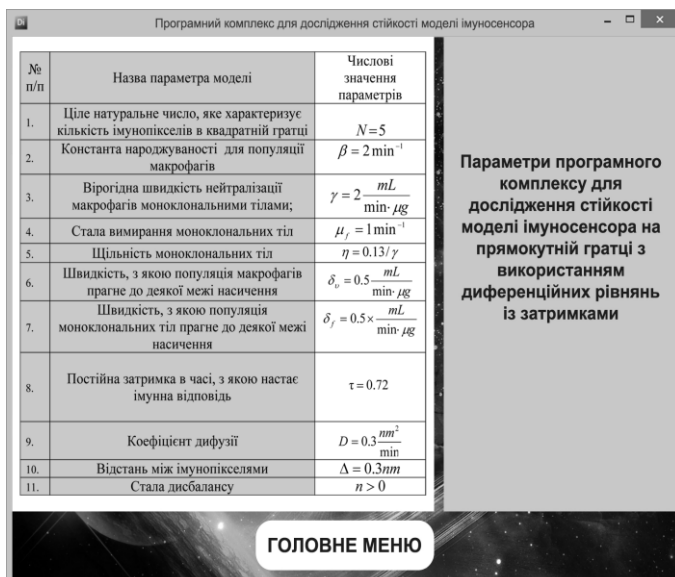 Di
Програмний комплекс для дослідження стійкості моделі імуносенсора
№ п/п
Назва параметра моделі
Числові
значення
параметрів
1.
Ціле натуральне число, яке характеризує
кількість імунопікселів в квадратній гратці
N = 5
2.
Константа народжуваності для популяції
макрофагів
β = 2 min⁻¹
3.
Вірогідна швидкість нейтралізації
макрофагів моноклональними тілами;
γ = 2 mL / min· μg
4.
Стала вимирання моноклональних тіл
μ_f = 1 min⁻¹
5.
Щільність моноклональних тіл
η = 0.13/ γ
6.
Швидкість, з якою популяція макрофагів
прагне до деякої межі насичення
δ_υ = 0.5 mL / min· μg
7.
Швидкість, з якою популяція
моноклональних тіл прагне до деякої межі
насичення
δ_f = 0.5× mL / min· μg
8.
Постійна затримка в часі, з якою настає
імунна відповідь
τ = 0.72
9.
Коефіцієнт дифузії
D = 0.3 nm² / min
10.
Відстань між імунопікселями
Δ = 0.3nm
11.
Стала дисбалансу
n > 0
Параметри програмного
комплексу для
дослідження стійкості
моделі імуносенсора на
прямокутній гратці з
використанням
диференційних рівнянь
із затримками
ГОЛОВНЕ МЕНЮ